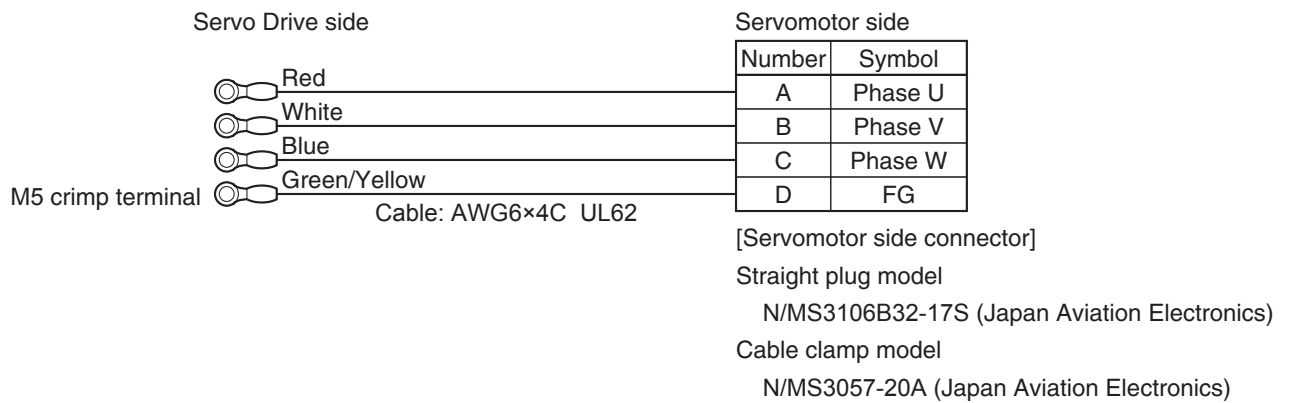 Servo Drive side
Servomotor side
Number Symbol
Red
A Phase U
White
B Phase V
Blue
C Phase W
Green/Yellow
M5 crimp terminal
D FG
Cable: AWG6×4C UL62
[Servomotor side connector]
Straight plug model
N/MS3106B32-17S (Japan Aviation Electronics)
Cable clamp model
N/MS3057-20A (Japan Aviation Electronics)